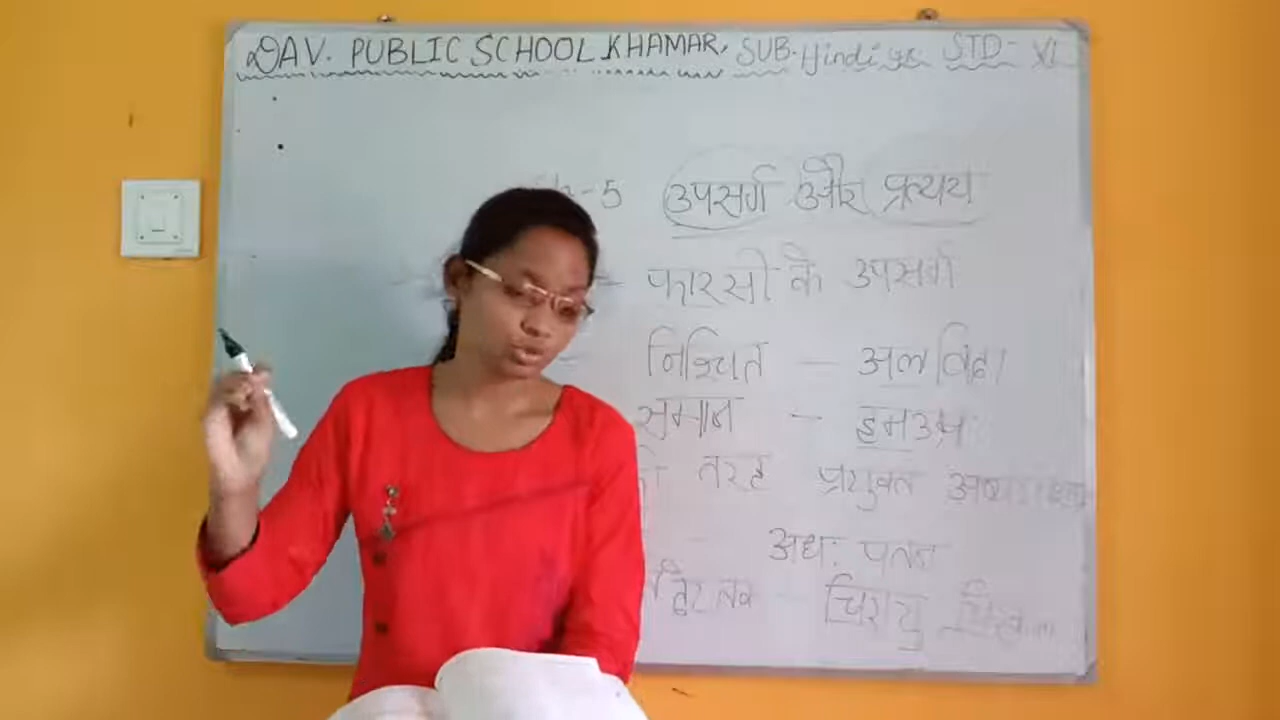 DAV. PUBLIC SCHOOL KHAMAR, SUB. Hindi STD- XI
- 5 उपसर्ग और प्रत्यय
फारसी के उपसर्ग
निश्चित - अलविदा
समान - हमउम्र
तरह प्रयुक्त
अधः पतन
चिरायु